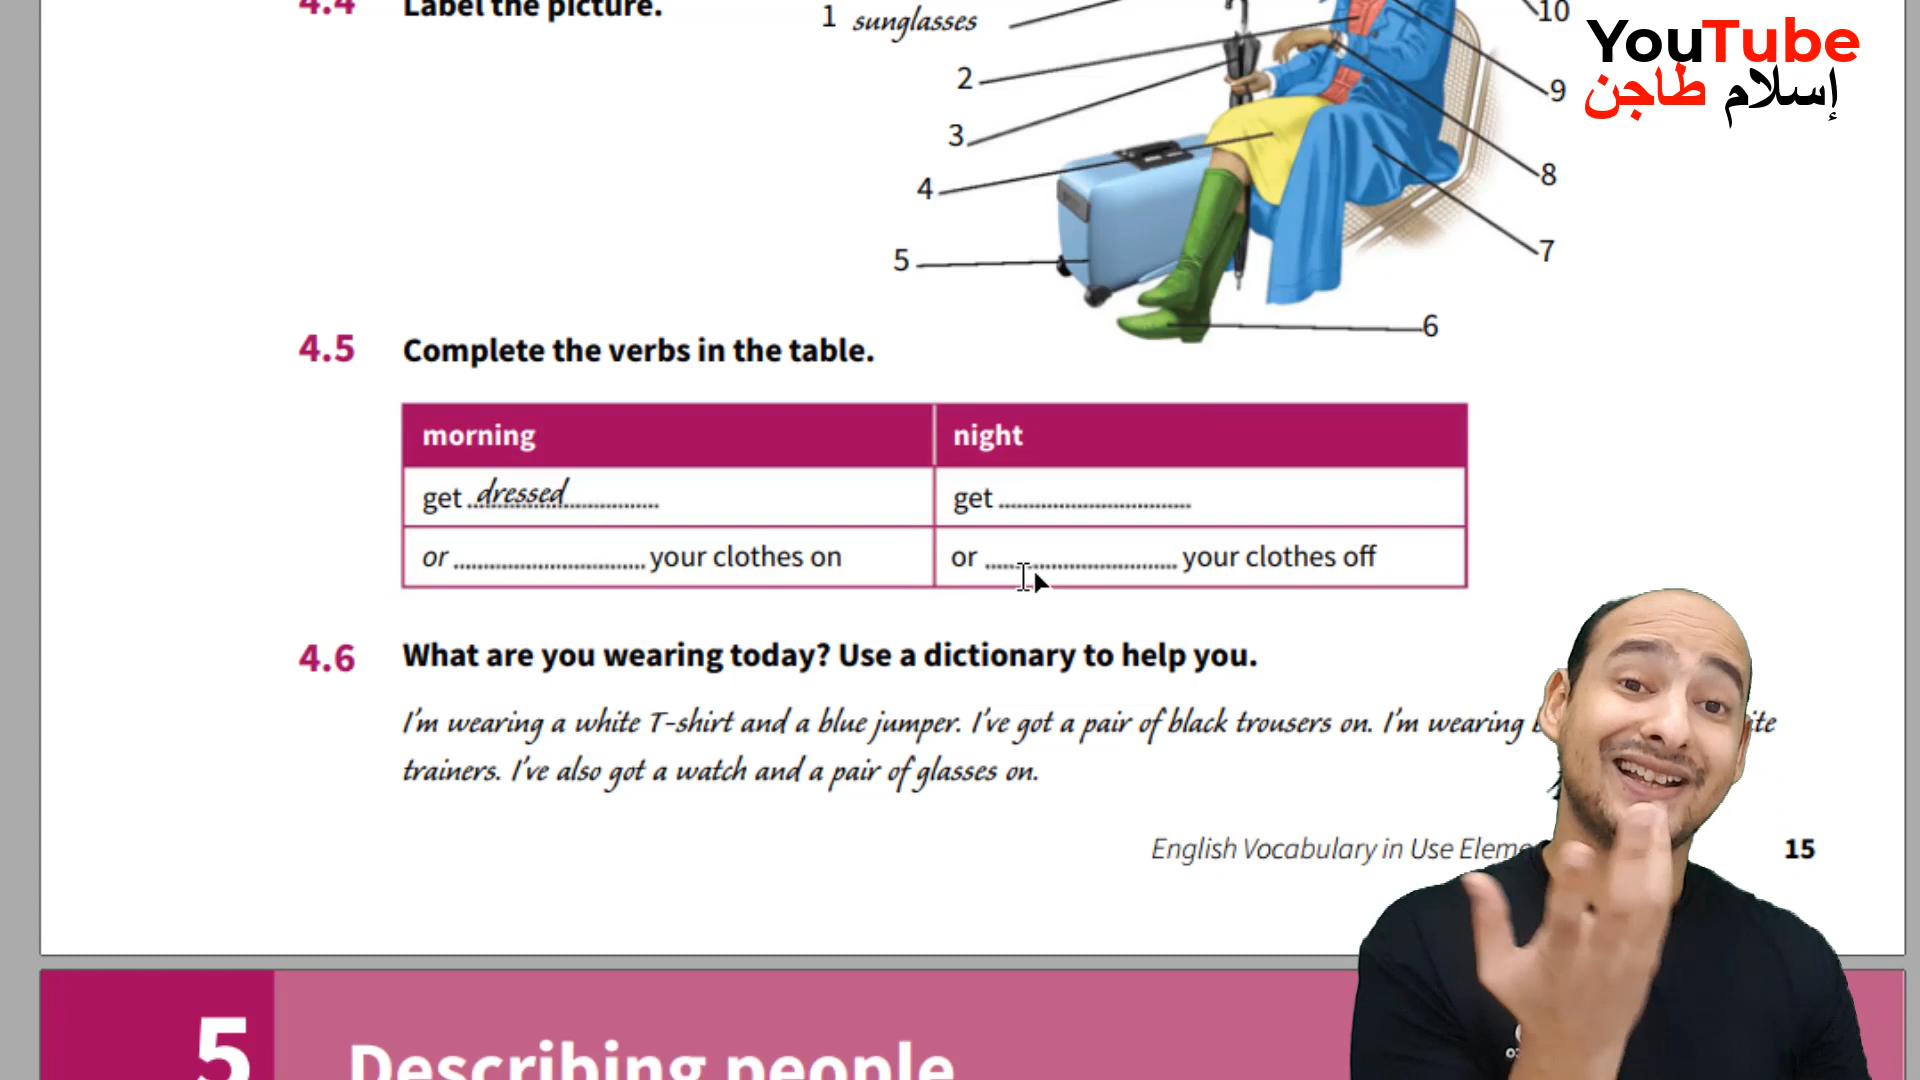 4.4 Label the picture.
1 sunglasses
10
2
9
3
8
4
7
5
6
YouTube
إسلام طاجن
4.5 Complete the verbs in the table.
morning night
get dressed get
or your clothes on or your clothes off
4.6 What are you wearing today? Use a dictionary to help you.
I'm wearing a white T-shirt and a blue jumper. I've got a pair of black trousers on. I'm wearing
trainers. I've also got a watch and a pair of glasses on.
English Vocabulary in Use 15
5 Describing people